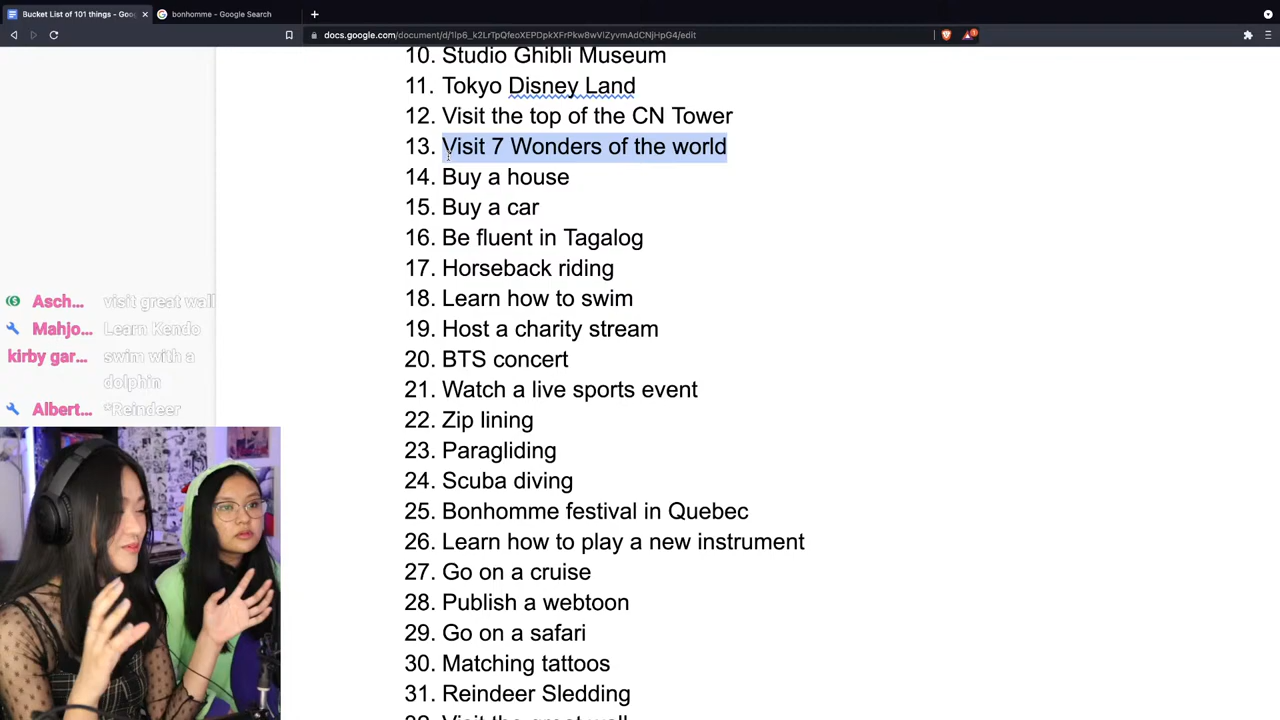 Bucket List of 101 things - Goo
bonhomme - Google Search
docs.google.com/document/d/1lp6_k2LrTpQfeoXEPDpkXFrPkw8wVlZyvmAdCNjHpG4/edit
10. Studio Ghibli Museum
11. Tokyo Disney Land
12. Visit the top of the CN Tower
13. Visit 7 Wonders of the world
14. Buy a house
15. Buy a car
16. Be fluent in Tagalog
17. Horseback riding
18. Learn how to swim
19. Host a charity stream
20. BTS concert
21. Watch a live sports event
22. Zip lining
23. Paragliding
24. Scuba diving
25. Bonhomme festival in Quebec
26. Learn how to play a new instrument
27. Go on a cruise
28. Publish a webtoon
29. Go on a safari
30. Matching tattoos
31. Reindeer Sledding
32. Visit the great wall
Asch... visit great wall
Mahjo... Learn Kendo
kirby gar... swim with a
dolphin
Albert... *Reindeer